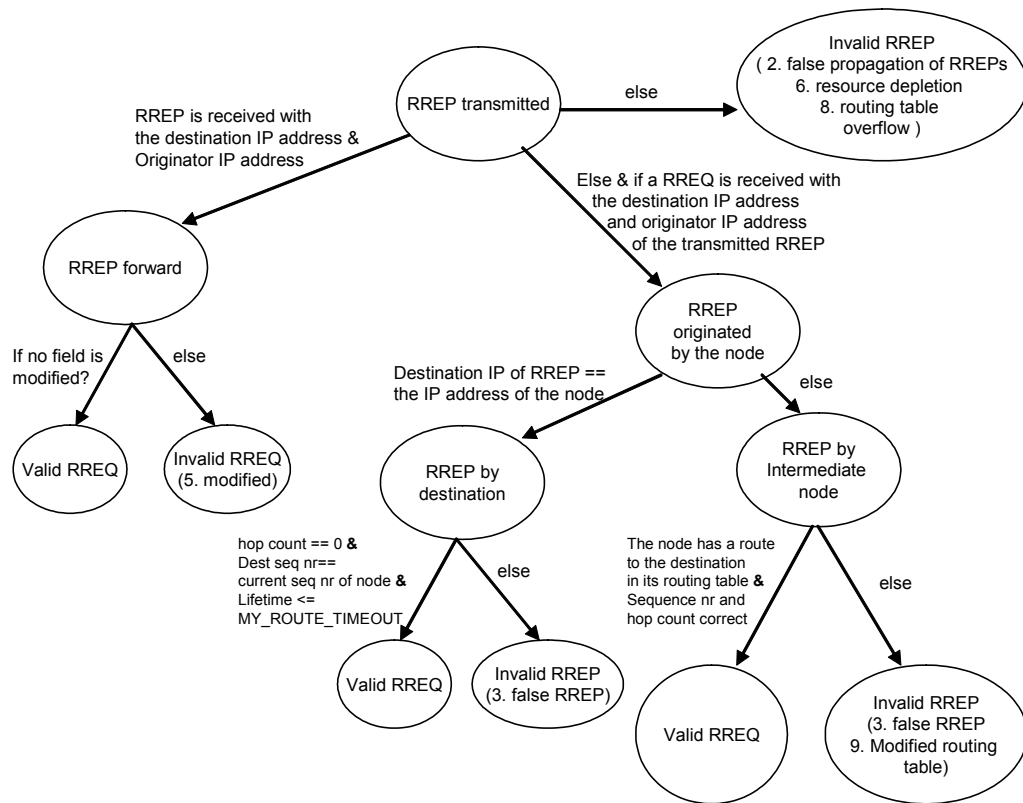 Invalid RREP
( 2. false propagation of RREPs
6. resource depletion
8. routing table
overflow )
RREP transmitted
else
RREP is received with
the destination IP address &
Originator IP address
Else & if a RREQ is received with
the destination IP address
and originator IP address
of the transmitted RREP
RREP forward
RREP
originated
by the node
If no field is
modified?
else
Destination IP of RREP ==
the IP address of the node
else
Valid RREQ
Invalid RREQ
(5. modified)
RREP by
destination
RREP by
Intermediate
node
hop count == 0 &
Dest seq nr==
current seq nr of node &
Lifetime <=
MY_ROUTE_TIMEOUT
else
The node has a route
to the destination
in its routing table &
Sequence nr and
hop count correct
else
Valid RREQ
Invalid RREP
(3. false RREP)
Valid RREQ
Invalid RREP
(3. false RREP
9. Modified routing
table)